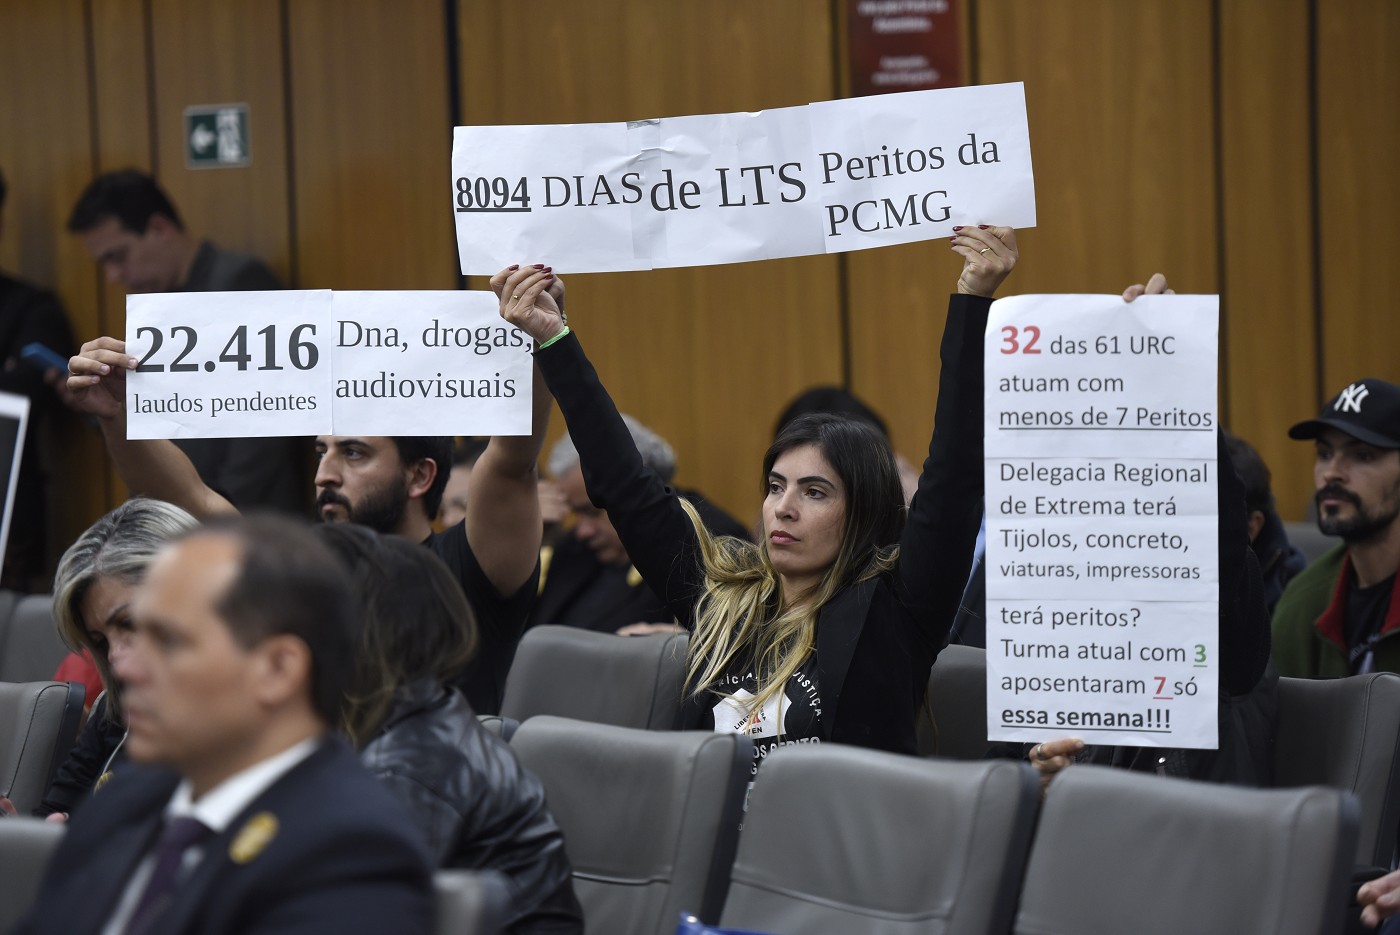 8094 DIAS de LTS Peritos da
PCMG
22.416 Dna, drogas,
laudos pendentes audiovisuais
32 das 61 URC
atuam com
menos de 7 Peritos
Delegacia Regional
de Extrema terá
Tijolos, concreto,
viaturas, impressoras
terá peritos?
Turma atual com 3
aposentaram 7 só
essa semana!!!
NY